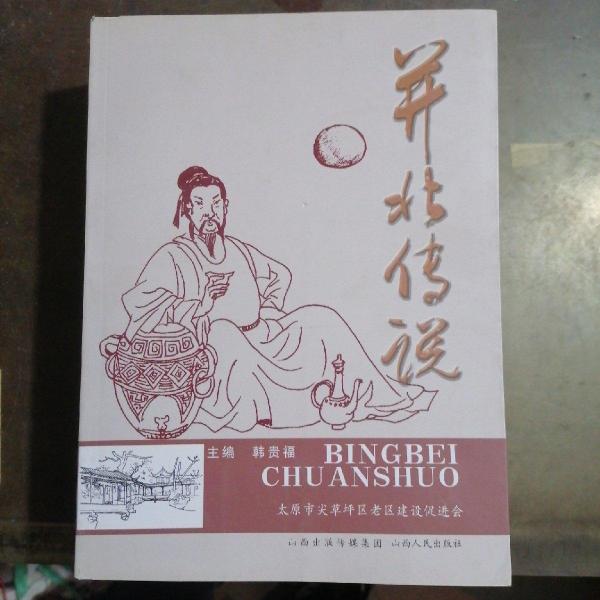 并北传说
主编 韩贵福
BINGBEI
CHUANSHUO
太原市尖草坪区老区建设促进会
山西出版传媒集团 山西人民出版社